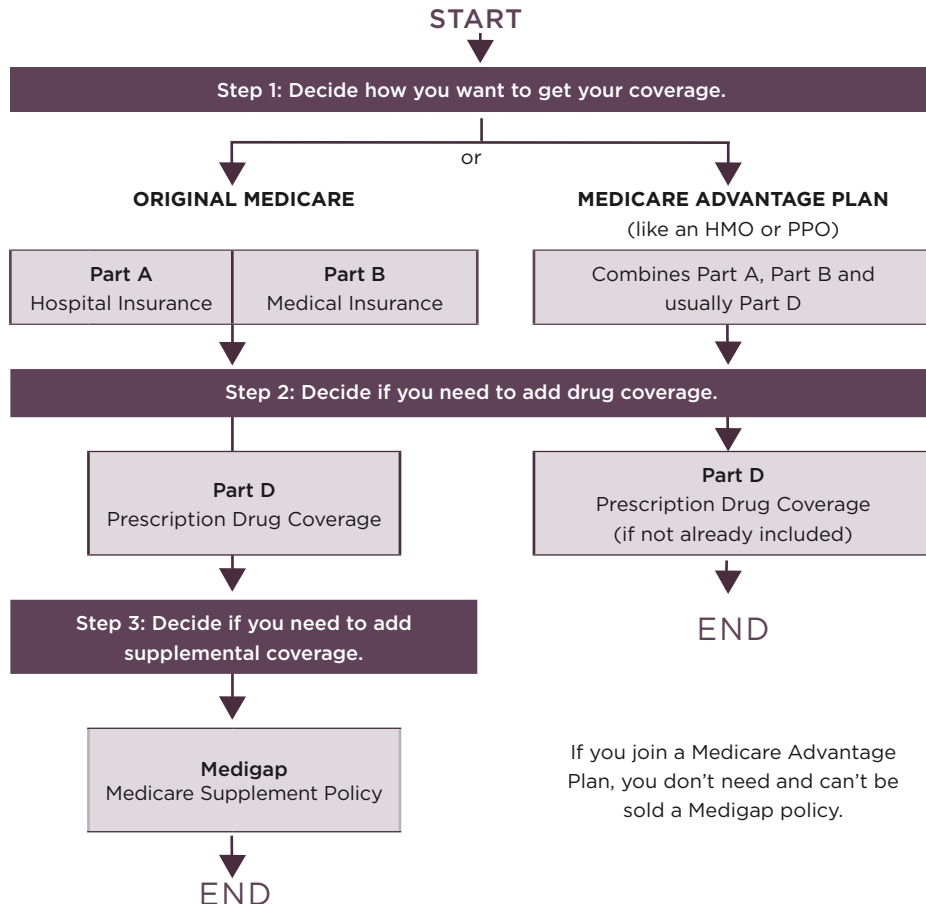 START
Step 1: Decide how you want to get your coverage.
or
ORIGINAL MEDICARE
Part A
Hospital Insurance
Part B
Medical Insurance
MEDICARE ADVANTAGE PLAN
(like an HMO or PPO)
Combines Part A, Part B and
usually Part D
Step 2: Decide if you need to add drug coverage.
Part D
Prescription Drug Coverage
Part D
Prescription Drug Coverage
(if not already included)
END
Step 3: Decide if you need to add
supplemental coverage.
Medigap
Medicare Supplement Policy
END
If you join a Medicare Advantage
Plan, you don’t need and can’t be
sold a Medigap policy.